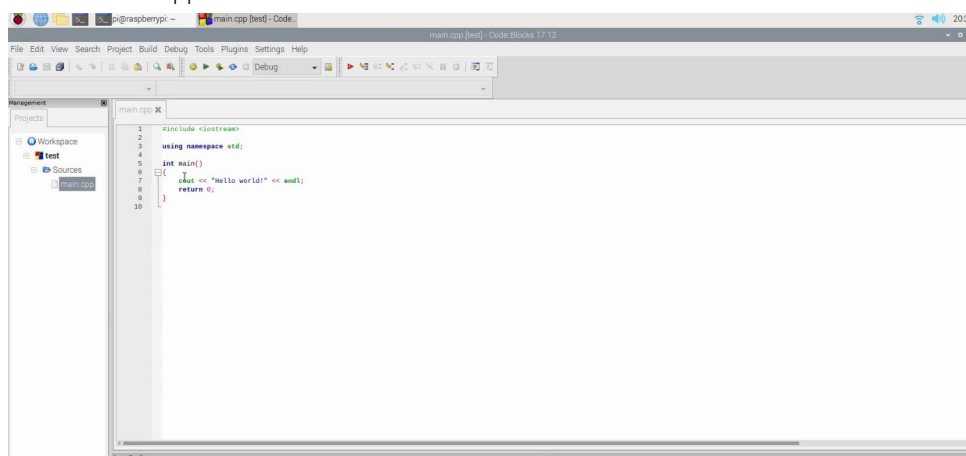 pi@raspberrypi: ~
main.cpp [test] - Code..
main.cpp [test] - Code::Blocks 17.12
File Edit View Search Project Build Debug Tools Plugins Settings Help
Debug
Management
Projects
main.cpp
Workspace
test
Sources
main.cpp
1 #include <iostream>
2
3 using namespace std;
4
5 int main()
6 {
7 cout << "Hello world!" << endl;
8 return 0;
9 }
10